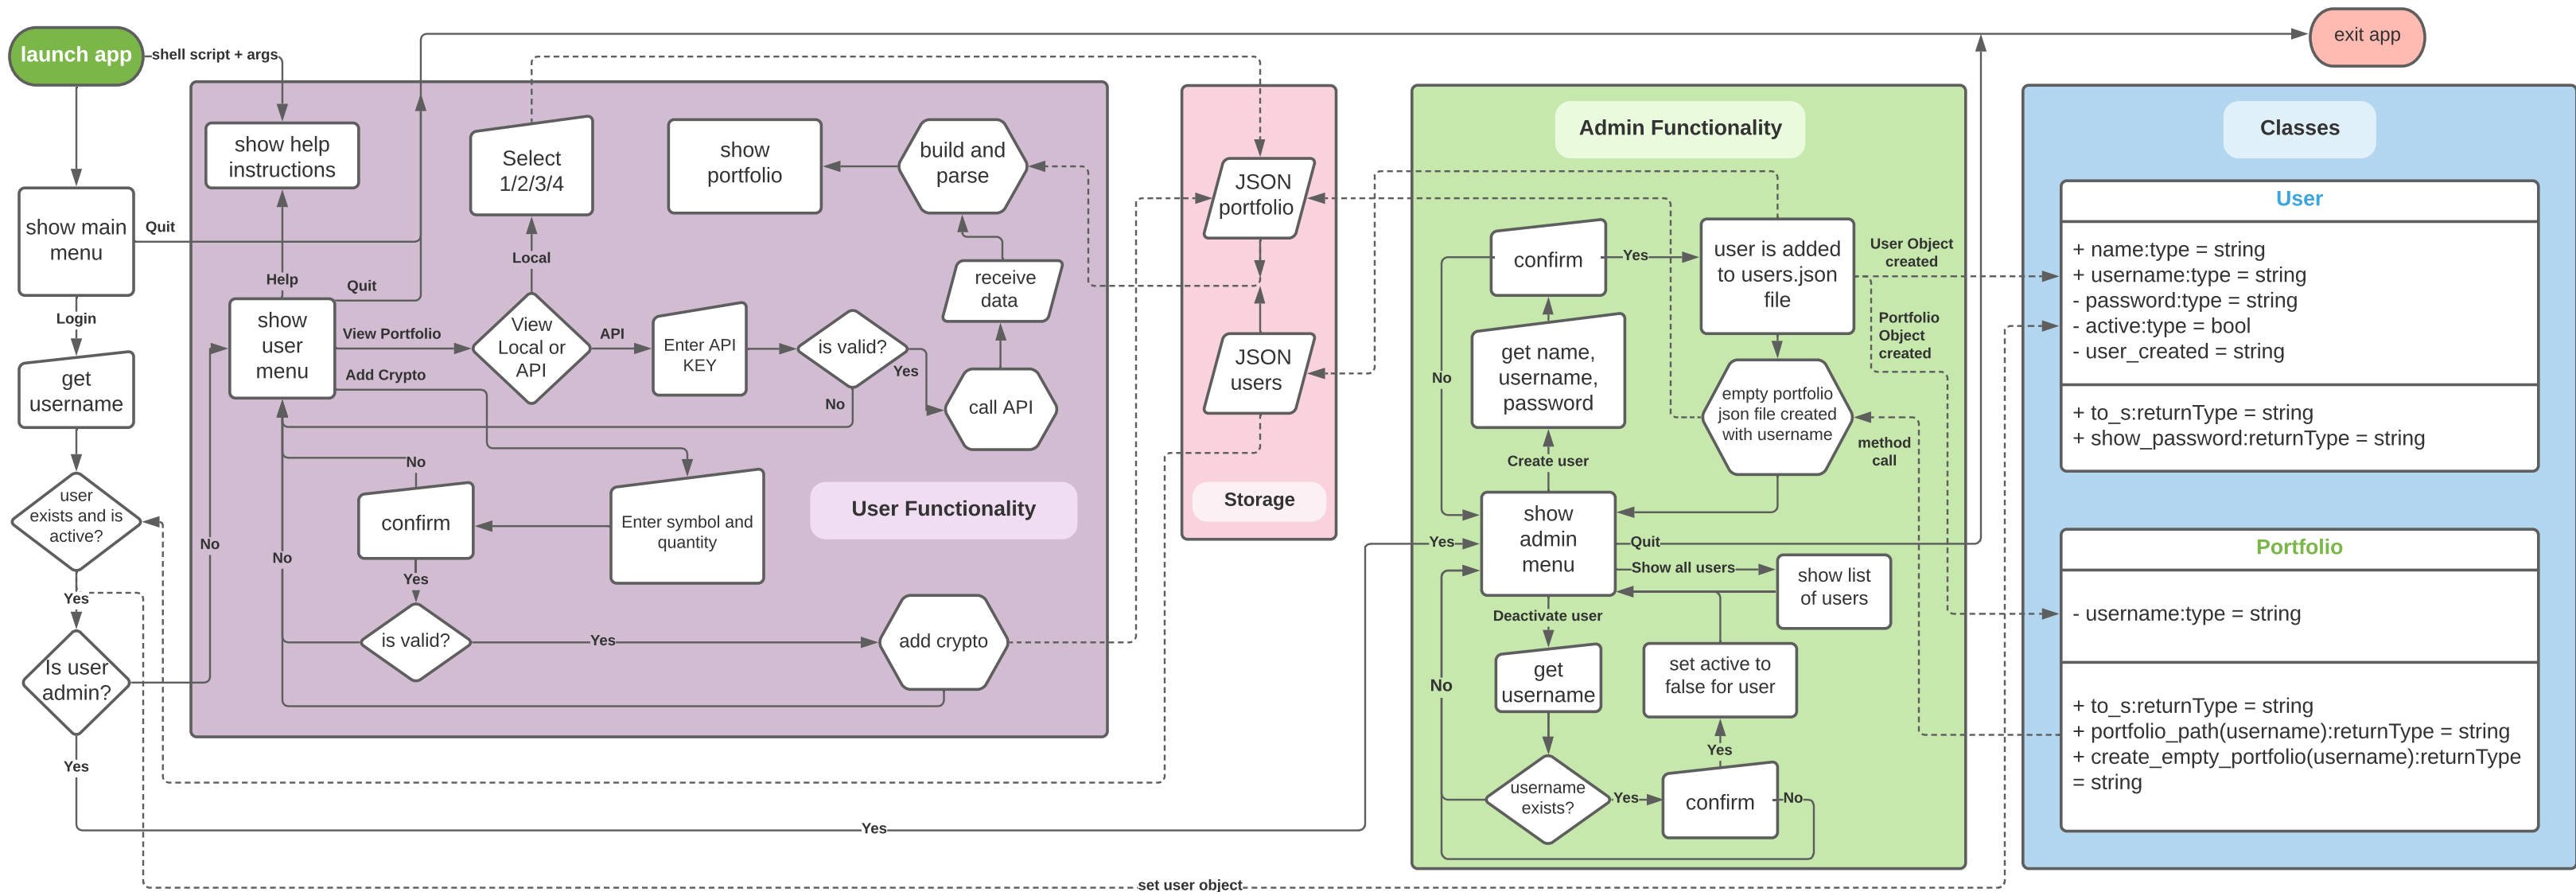 launch app
shell script + args
exit app
show help
instructions
Select
1/2/3/4
show
portfolio
build and
parse
JSON
portfolio
Admin Functionality
Classes
User
show main
menu
Quit
Help
Quit
Local
receive
data
confirm
Yes
user is added
to users.json
file
User Object
created
+ name:type = string
+ username:type = string
- password:type = string
- active:type = bool
- user_created = string
Login
show
user
menu
View Portfolio
View
Local or
API
API
Enter API
KEY
is valid?
Yes
JSON
users
get name,
username,
password
Portfolio
Object
created
No
get
username
Add Crypto
No
call API
empty portfolio
json file created
with username
method
call
+ to_s:returnType = string
+ show_password:returnType = string
No
Create user
user
exists and is
active?
confirm
Enter symbol and
quantity
User Functionality
Storage
No
No
Yes
Yes
show
admin
menu
Quit
Show all users
show list
of users
Portfolio
Yes
Deactivate user
- username:type = string
is valid?
Yes
add crypto
Is user
admin?
get
username
set active to
false for user
No
+ to_s:returnType = string
+ portfolio_path(username):returnType = string
+ create_empty_portfolio(username):returnType
= string
Yes
Yes
username
exists?
Yes
confirm
No
Yes
set user object